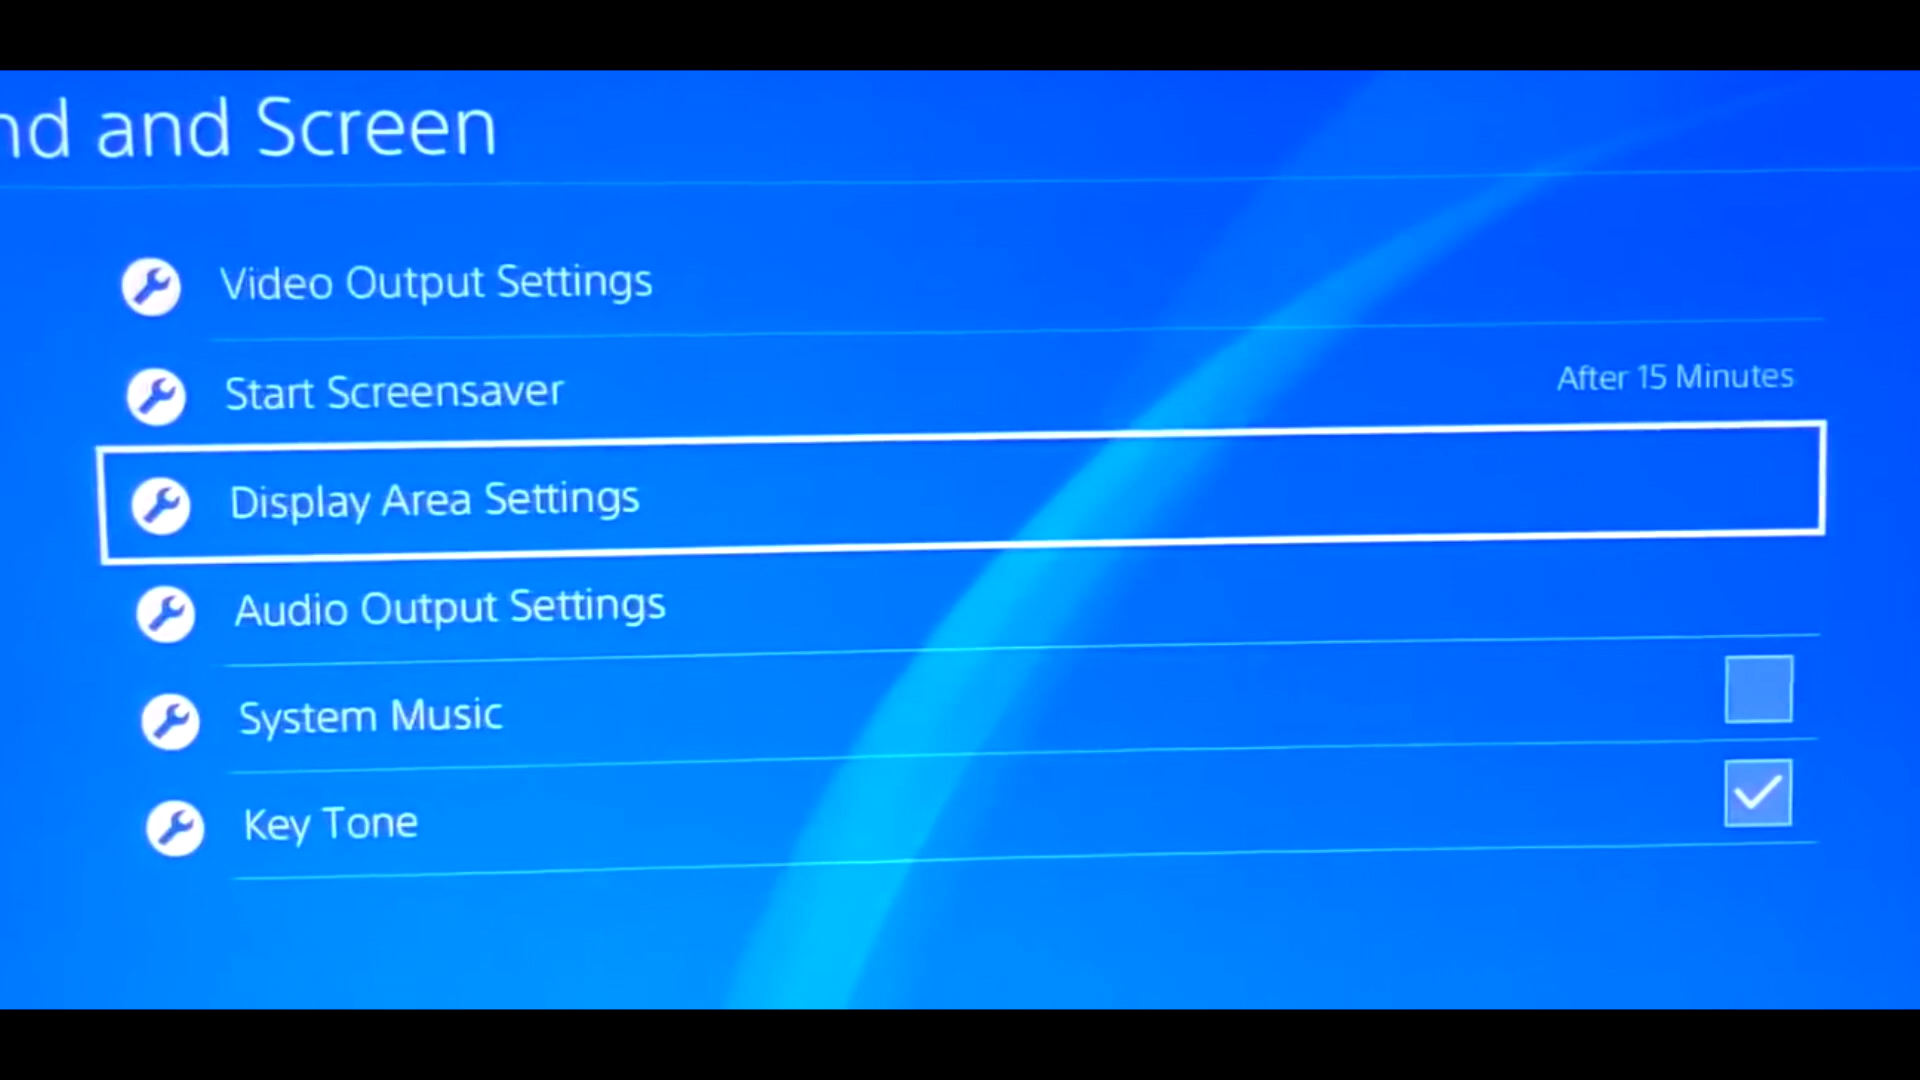 nd and Screen
Video Output Settings
Start Screensaver
After 15 Minutes
Display Area Settings
Audio Output Settings
System Music
Key Tone